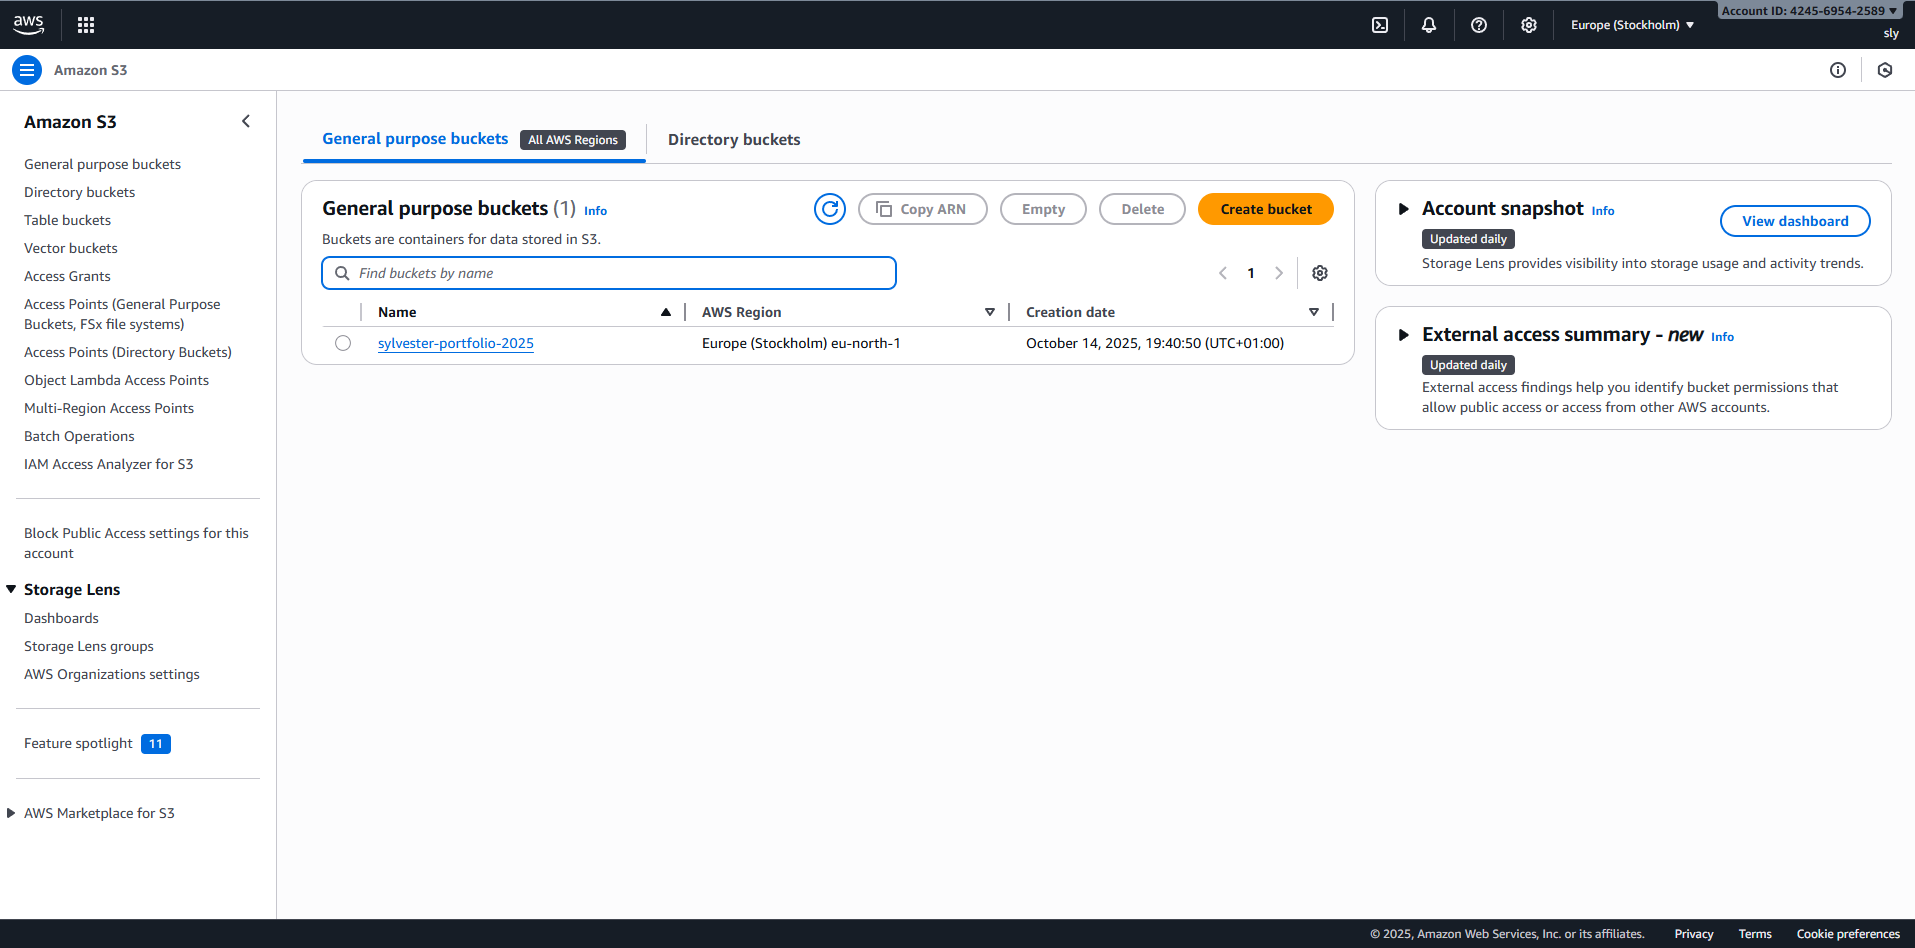 aws
Europe (Stockholm)
Account ID: 4245-6954-2589
sly
Amazon S3
Amazon S3
General purpose buckets
Directory buckets
Table buckets
Vector buckets
Access Grants
Access Points (General Purpose
Buckets, FSx file systems)
Access Points (Directory Buckets)
Object Lambda Access Points
Multi-Region Access Points
Batch Operations
IAM Access Analyzer for S3
Block Public Access settings for this
account
Storage Lens
Dashboards
Storage Lens groups
AWS Organizations settings
Feature spotlight 11
AWS Marketplace for S3
General purpose buckets All AWS Regions Directory buckets
General purpose buckets (1) Info
Copy ARN Empty Delete Create bucket
Buckets are containers for data stored in S3.
Find buckets by name
1
Name AWS Region Creation date
sylvester-portfolio-2025 Europe (Stockholm) eu-north-1 October 14, 2025, 19:40:50 (UTC+01:00)
Account snapshot Info
View dashboard
Updated daily
Storage Lens provides visibility into storage usage and activity trends.
External access summary - new Info
Updated daily
External access findings help you identify bucket permissions that
allow public access or access from other AWS accounts.
© 2025, Amazon Web Services, Inc. or its affiliates. Privacy Terms Cookie preferences